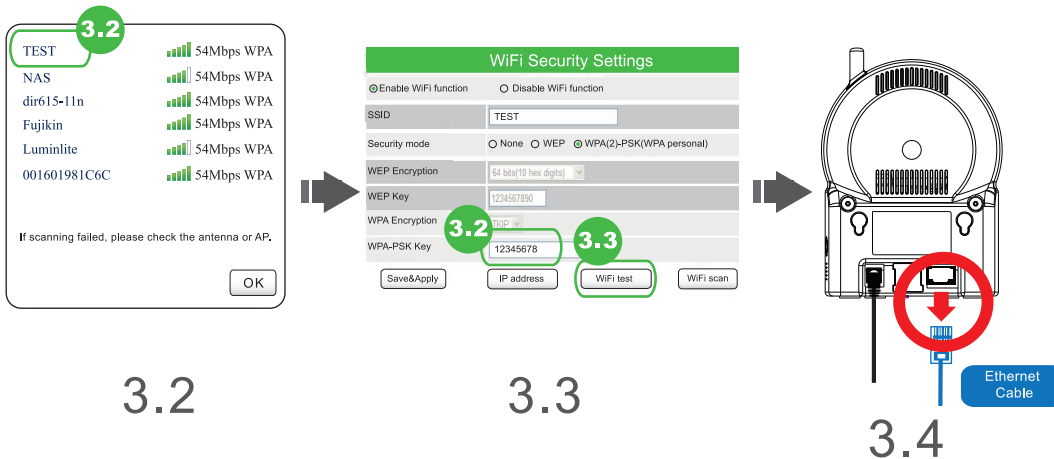 3.2
TEST 54Mbps WPA
NAS 54Mbps WPA
dir615-11n 54Mbps WPA
Fujikin 54Mbps WPA
Luminlite 54Mbps WPA
001601981C6C 54Mbps WPA
If scanning failed, please check the antenna or AP.
OK
3.2
WiFi Security Settings
Enable WiFi function Disable WiFi function
SSID TEST
Security mode None WEP WPA(2)-PSK(WPA personal)
WEP Encryption 64 bits(10 hex digits)
WEP Key 1234567890
WPA Encryption TKIP
3.2 3.3
WPA-PSK Key 12345678
Save&Apply IP address WiFi test WiFi scan
3.3
Ethernet
Cable
3.4